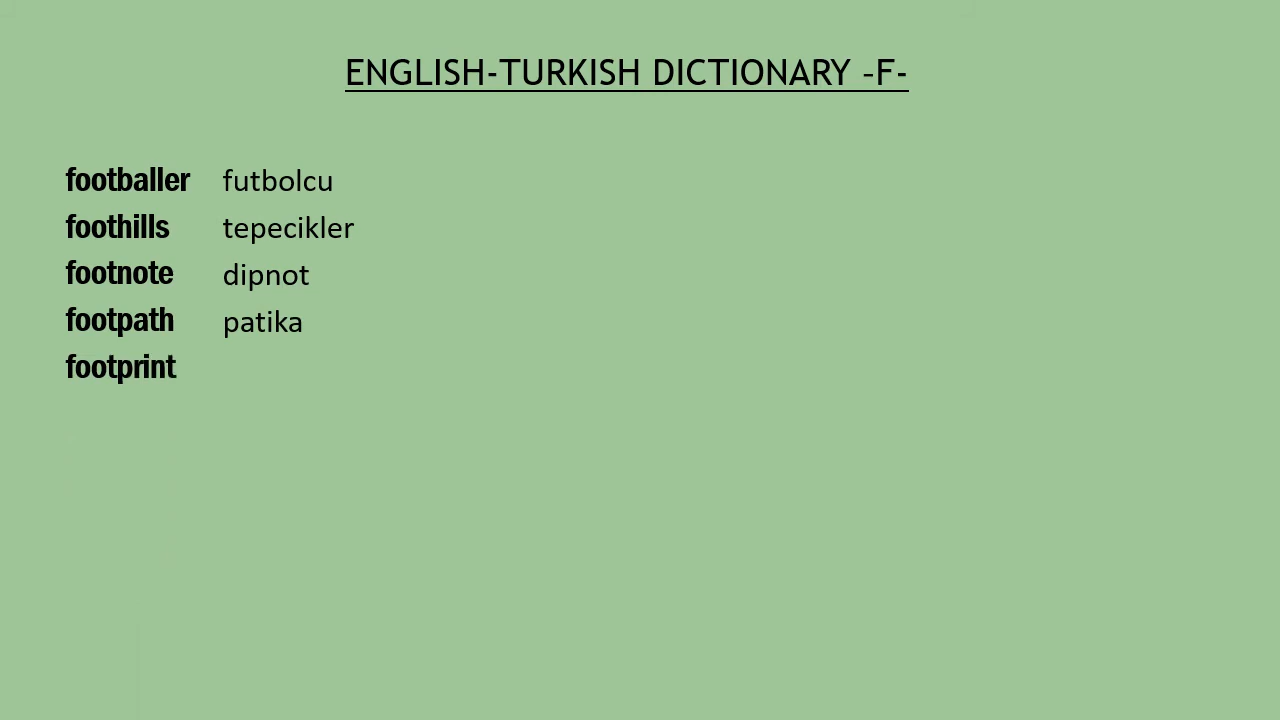 ENGLISH-TURKISH DICTIONARY –F-
footballer futbolcu
foothills tepecikler
footnote dipnot
footpath patika
footprint